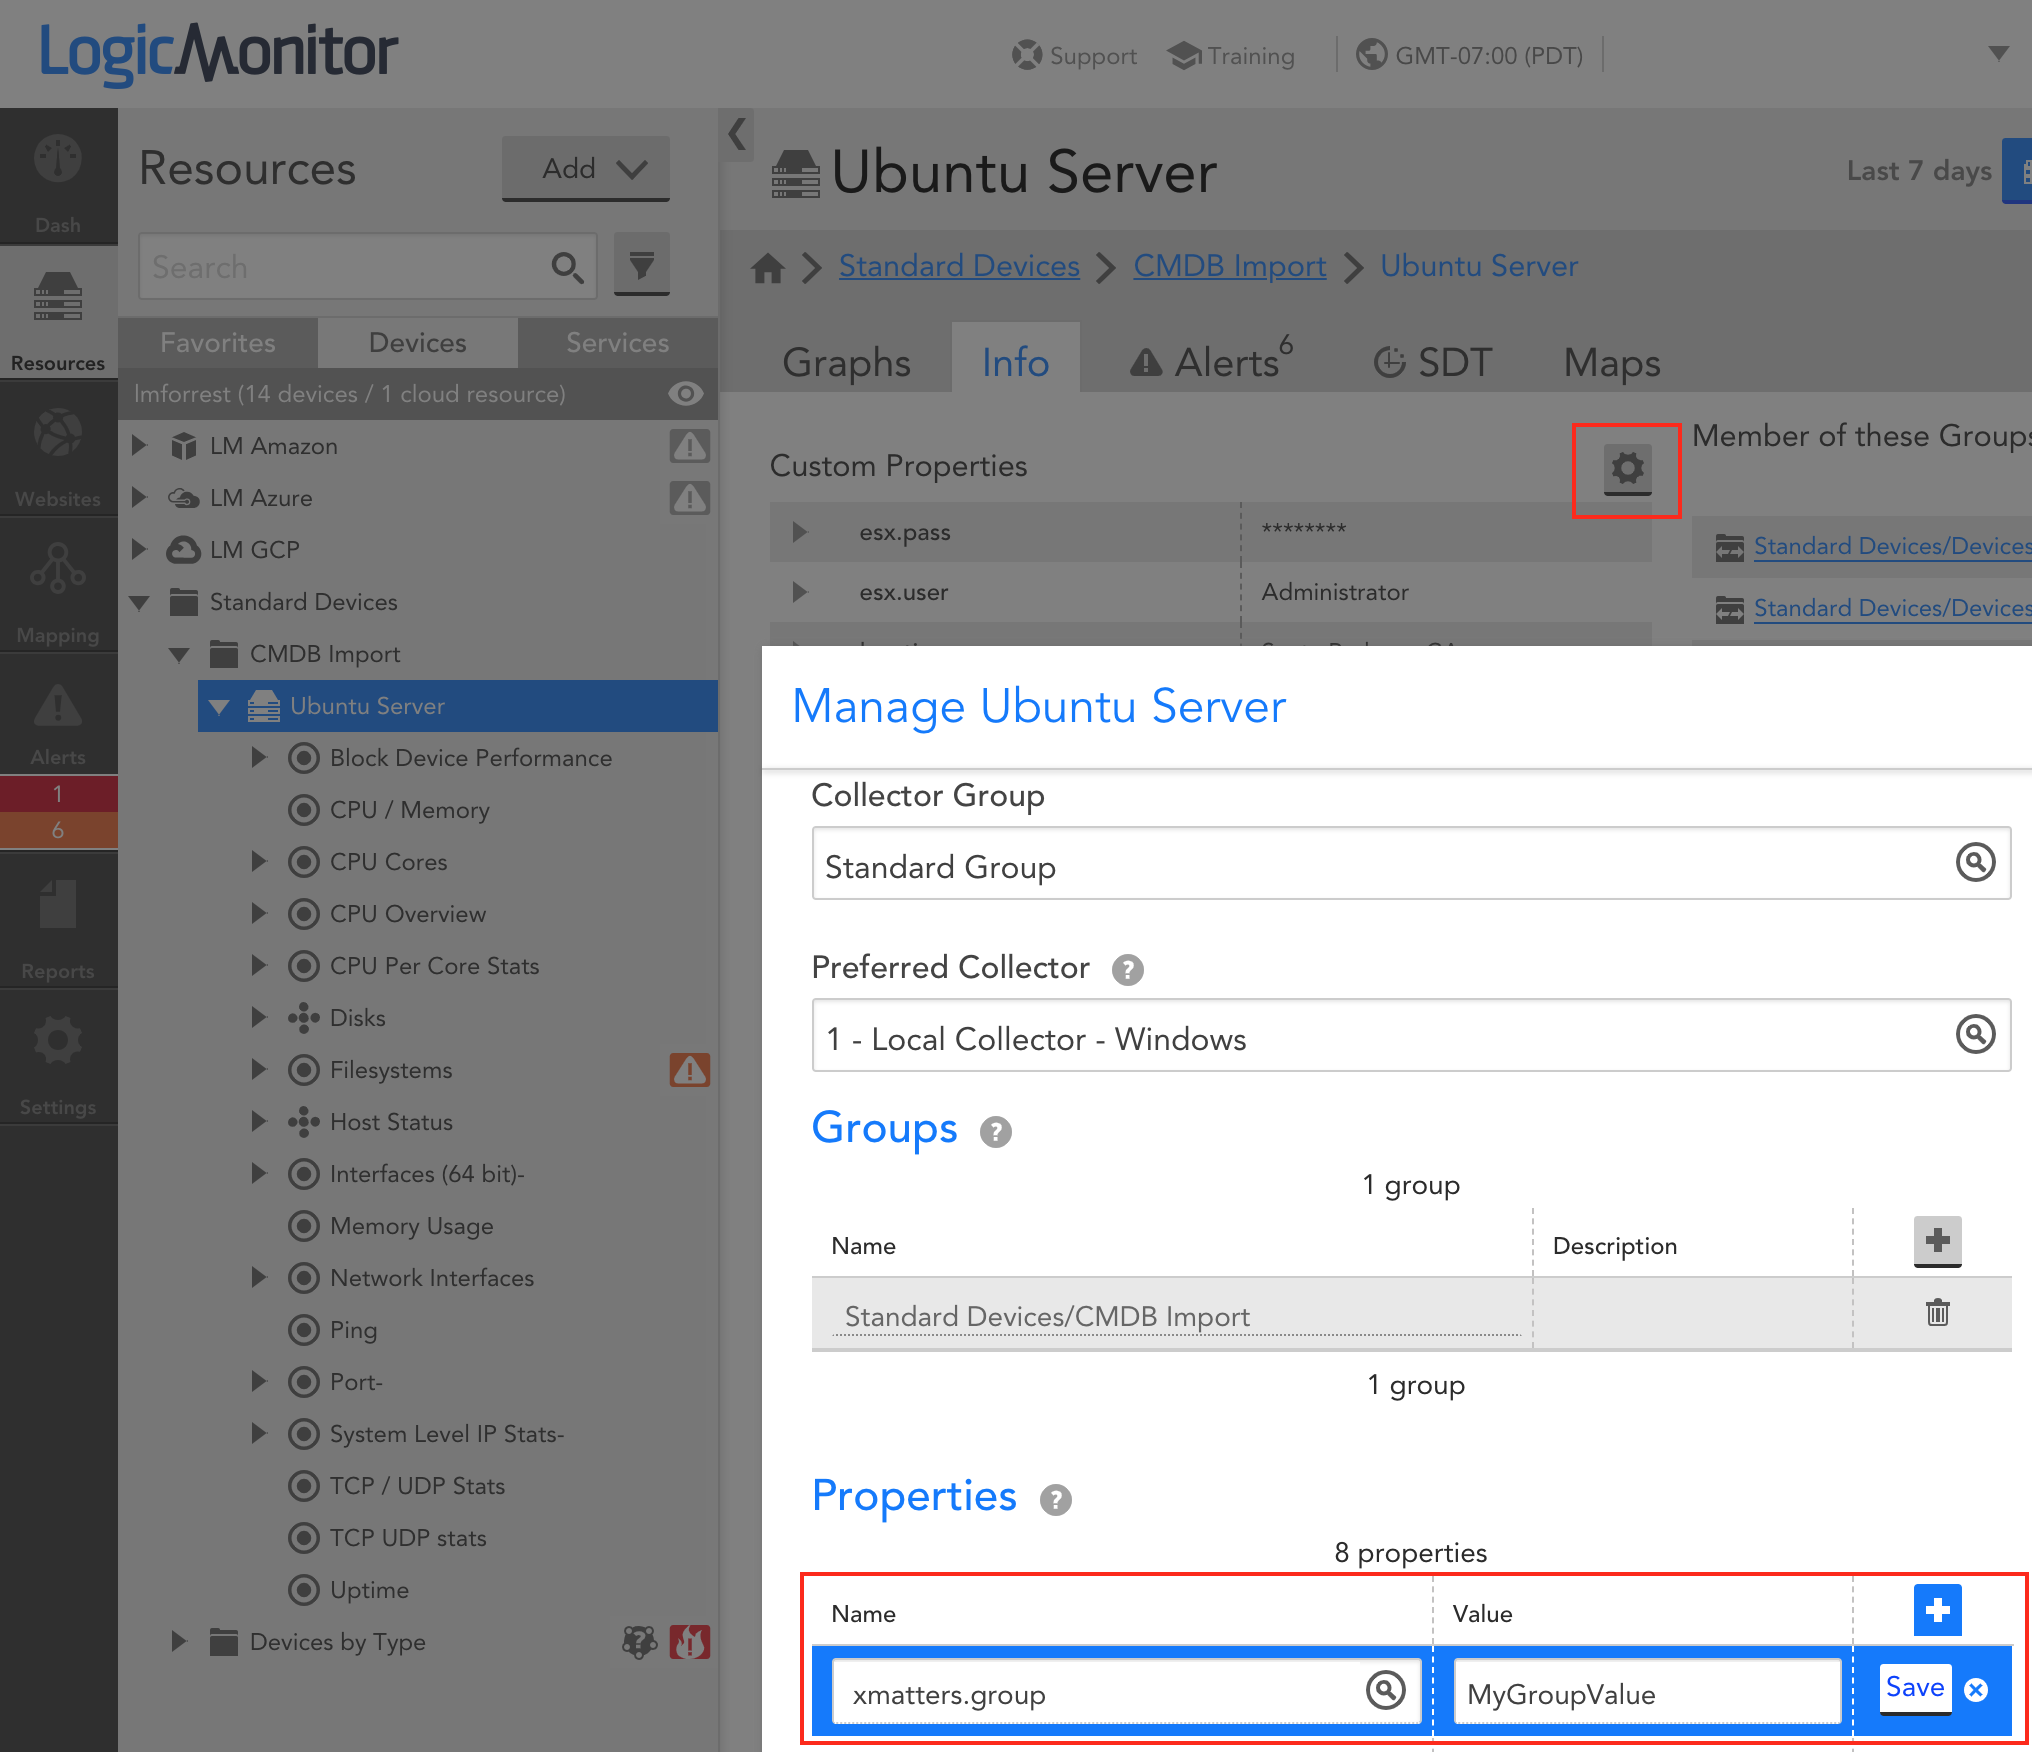 LogicMonitor
Support
Training
GMT-07:00 (PDT)
Dash
Resources
Websites
Mapping
Alerts
1
6
Reports
Settings
Resources
Add
Search
Favorites
Devices
Services
lmforrest (14 devices / 1 cloud resource)
LM Amazon
LM Azure
LM GCP
Standard Devices
CMDB Import
Ubuntu Server
Block Device Performance
CPU / Memory
CPU Cores
CPU Overview
CPU Per Core Stats
Disks
Filesystems
Host Status
Interfaces (64 bit)-
Memory Usage
Network Interfaces
Ping
Port-
System Level IP Stats-
TCP / UDP Stats
TCP UDP stats
Uptime
Devices by Type
Ubuntu Server
Last 7 days
Standard Devices
CMDB Import
Ubuntu Server
Graphs
Info
Alerts 6
SDT
Maps
Custom Properties
esx.pass
********
esx.user
Administrator
Member of these Groups
Standard Devices/Devices
Standard Devices/Devices
Manage Ubuntu Server
Collector Group
Standard Group
Preferred Collector ?
1 - Local Collector - Windows
Groups ?
1 group
Name
Description
Standard Devices/CMDB Import
1 group
Properties ?
8 properties
Name
Value
xmatters.group
MyGroupValue
Save